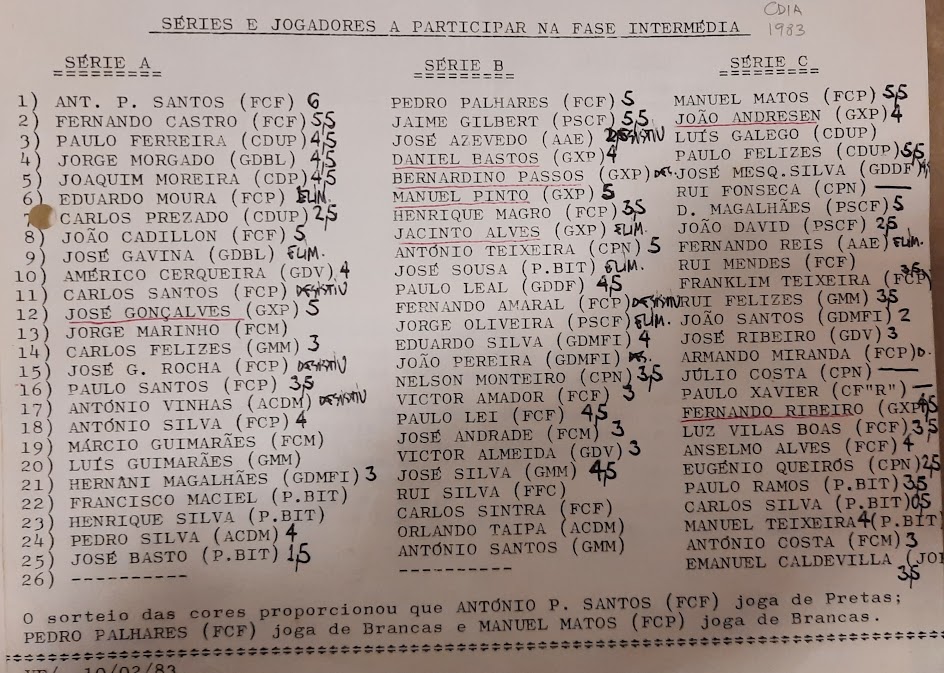 CDIA
1983
SÉRIES E JOGADORES A PARTICIPAR NA FASE INTERMÉDIA
SÉRIE A SÉRIE B SÉRIE C
1) ANT. P. SANTOS (FCF) 6 PEDRO PALHARES (FCF) 5 MANUEL MATOS (FCP) 5,5
2) FERNANDO CASTRO (FCF) 5,5 JAIME GILBERT (PSCF) 5,5 JOÃO ANDRESEN (GXP) 4
3) PAULO FERREIRA (CDUP) 4,5 JOSÉ AZEVEDO (AAE) DESISTIU LUÍS GALEGO (CDUP)
4) JORGE MORGADO (GDBL) 4,5 DANIEL BASTOS (GXP) 4 PAULO FELIZES (CDUP) 5,5
5) JOAQUIM MOREIRA (CDP) 4,5 BERNARDINO PASSOS (GXP) DES. JOSÉ MESQ.SILVA (GDDF)
6) EDUARDO MOURA (FCP) ELIM. MANUEL PINTO (GXP) 5 RUI FONSECA (CPN) —
7) CARLOS PREZADO (CDUP) 2,5 HENRIQUE MAGRO (FCP) 3,5 D. MAGALHÃES (PSCF) 5
8) JOÃO CADILLON (FCF) 5 JACINTO ALVES (GXP) ELIM. JOÃO DAVID (PSCF) 2,5
9) JOSÉ GAVINA (GDBL) ELIM. ANTÓNIO TEIXEIRA (CPN) 5 FERNANDO REIS (AAE) ELIM.
10) AMÉRICO CERQUEIRA (GDV) 4 JOSÉ SOUSA (P.BIT) ELIM. RUI MENDES (FCF)
11) CARLOS SANTOS (FCP) DESISTIU PAULO LEAL (GDDF) 4,5 FRANKLIM TEIXEIRA (FCP) 3,5
12) JOSÉ GONÇALVES (GXP) 5 FERNANDO AMARAL (FCP) DESISTIU RUI FELIZES (GMM) 3,5
13) JORGE MARINHO (FCM) JORGE OLIVEIRA (PSCF) ELIM. JOÃO SANTOS (GDMFI) 2
14) CARLOS FELIZES (GMM) 3 EDUARDO SILVA (GDMFI) 4 JOSÉ RIBEIRO (GDV) 3
15) JOSÉ G. ROCHA (FCP) DESISTIU JOÃO PEREIRA (GDMFI) DES. ARMANDO MIRANDA (FCP) D.
16) PAULO SANTOS (FCP) 3,5 NELSON MONTEIRO (CPN) 3,5 JÚLIO COSTA (CPN) —
17) ANTÓNIO VINHAS (ACDM) DESISTIU VICTOR AMADOR (FCF) 3 PAULO XAVIER (CF"R") —
18) ANTÓNIO SILVA (FCP) 4 PAULO LEI (FCF) 4,5 FERNANDO RIBEIRO (GXP) 4,5
19) MÁRCIO GUIMARÃES (FCM) JOSÉ ANDRADE (FCM) 3 LUZ VILAS BOAS (FCF) 3,5
20) LUÍS GUIMARÃES (GMM) VICTOR ALMEIDA (GDV) 3 ANSELMO ALVES (FCF) 4
21) HERNÂNI MAGALHÃES (GDMFI) 3 JOSÉ SILVA (GMM) 4,5 EUGÉNIO QUEIRÓS (CPN) 2,5
22) FRANCISCO MACIEL (P.BIT) RUI SILVA (FFC) PAULO RAMOS (P.BIT) 3,5
23) HENRIQUE SILVA (P.BIT) CARLOS SINTRA (FCF) CARLOS SILVA (P.BIT) 0,5
24) PEDRO SILVA (ACDM) 4 ORLANDO TAIPA (ACDM) MANUEL TEIXEIRA 4 (P.BIT)
25) JOSÉ BASTO (P.BIT) 1,5 ANTÓNIO SANTOS (GMM) ANTÓNIO COSTA (FCM) 3
26) ---------- ---------- EMANUEL CALDEVILLA 3,5
O sorteio das cores proporcionou que ANTÓNIO P. SANTOS (FCF) joga de Pretas;
PEDRO PALHARES (FCF) joga de Brancas e MANUEL MATOS (FCP) joga de Brancas.
10/02/83